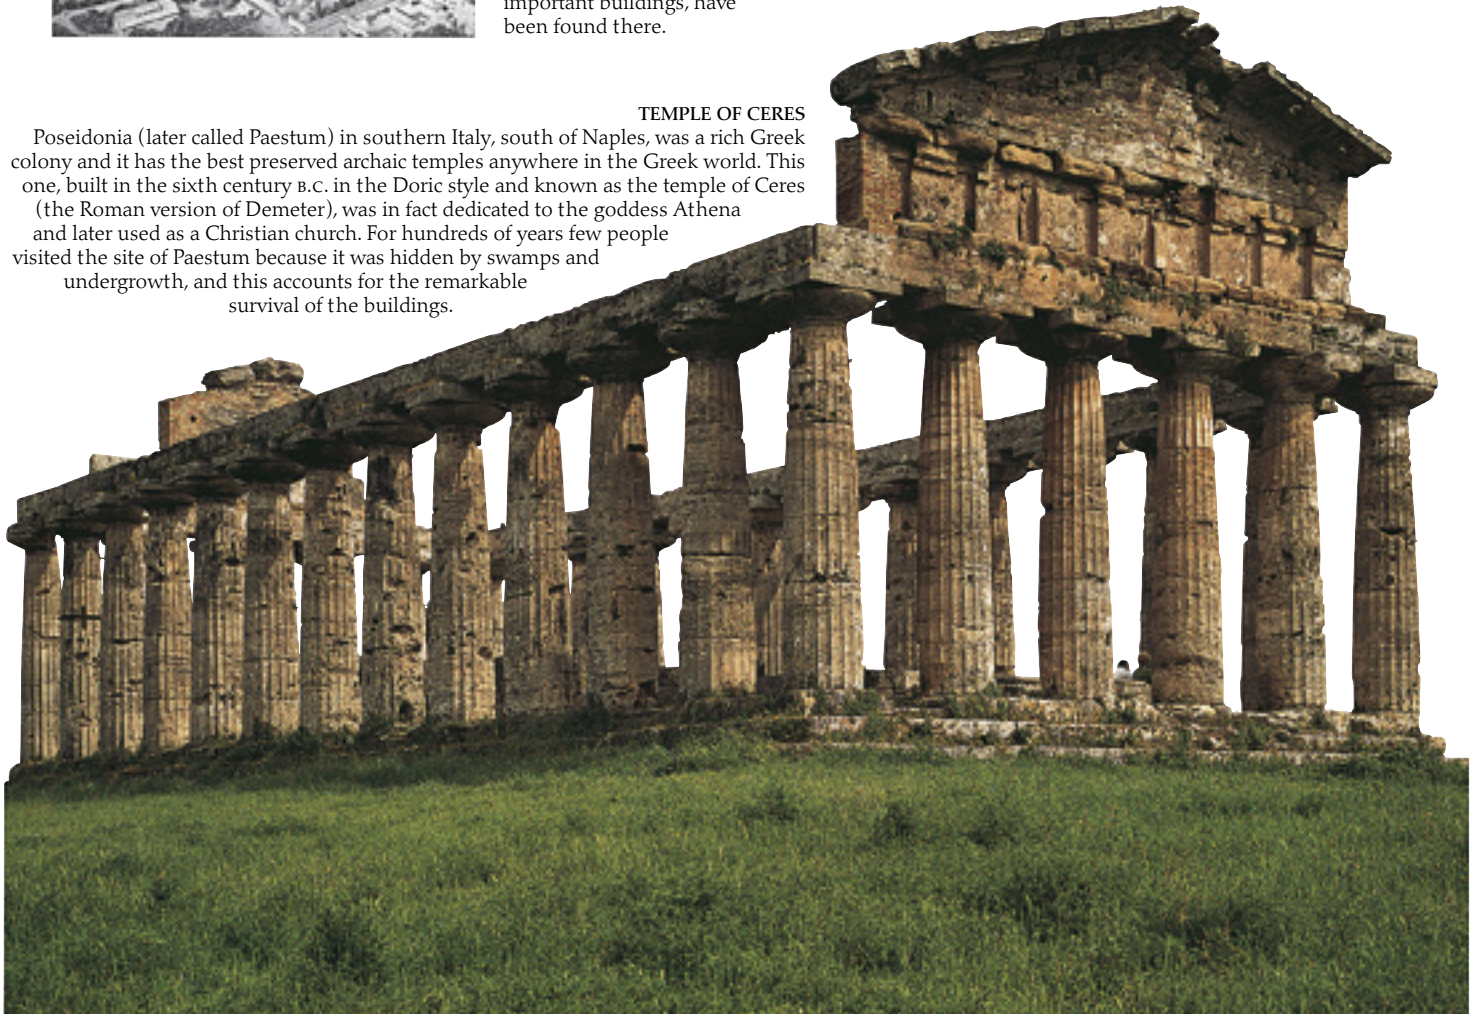 important buildings, have
been found there.
TEMPLE OF CERES
Poseidonia (later called Paestum) in southern Italy, south of Naples, was a rich Greek
colony and it has the best preserved archaic temples anywhere in the Greek world. This
one, built in the sixth century B.C. in the Doric style and known as the temple of Ceres
(the Roman version of Demeter), was in fact dedicated to the goddess Athena
and later used as a Christian church. For hundreds of years few people
visited the site of Paestum because it was hidden by swamps and
undergrowth, and this accounts for the remarkable
survival of the buildings.